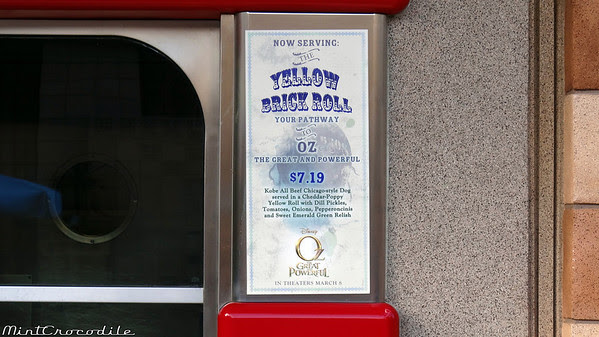 NOW SERVING:
THE
YELLOW
BRICK ROLL
YOUR PATHWAY
TO
OZ
THE GREAT AND POWERFUL
$7.19
Kobe All Beef Chicago-style Dog
served in a Cheddar-Poppy
Yellow Roll with Dill Pickles,
Tomatoes, Onions, Pepperoncinis
and Sweet Emerald Green Relish
Disney
OZ
THE
GREAT
AND
POWERFUL
IN THEATERS MARCH 8
MintCrocodile